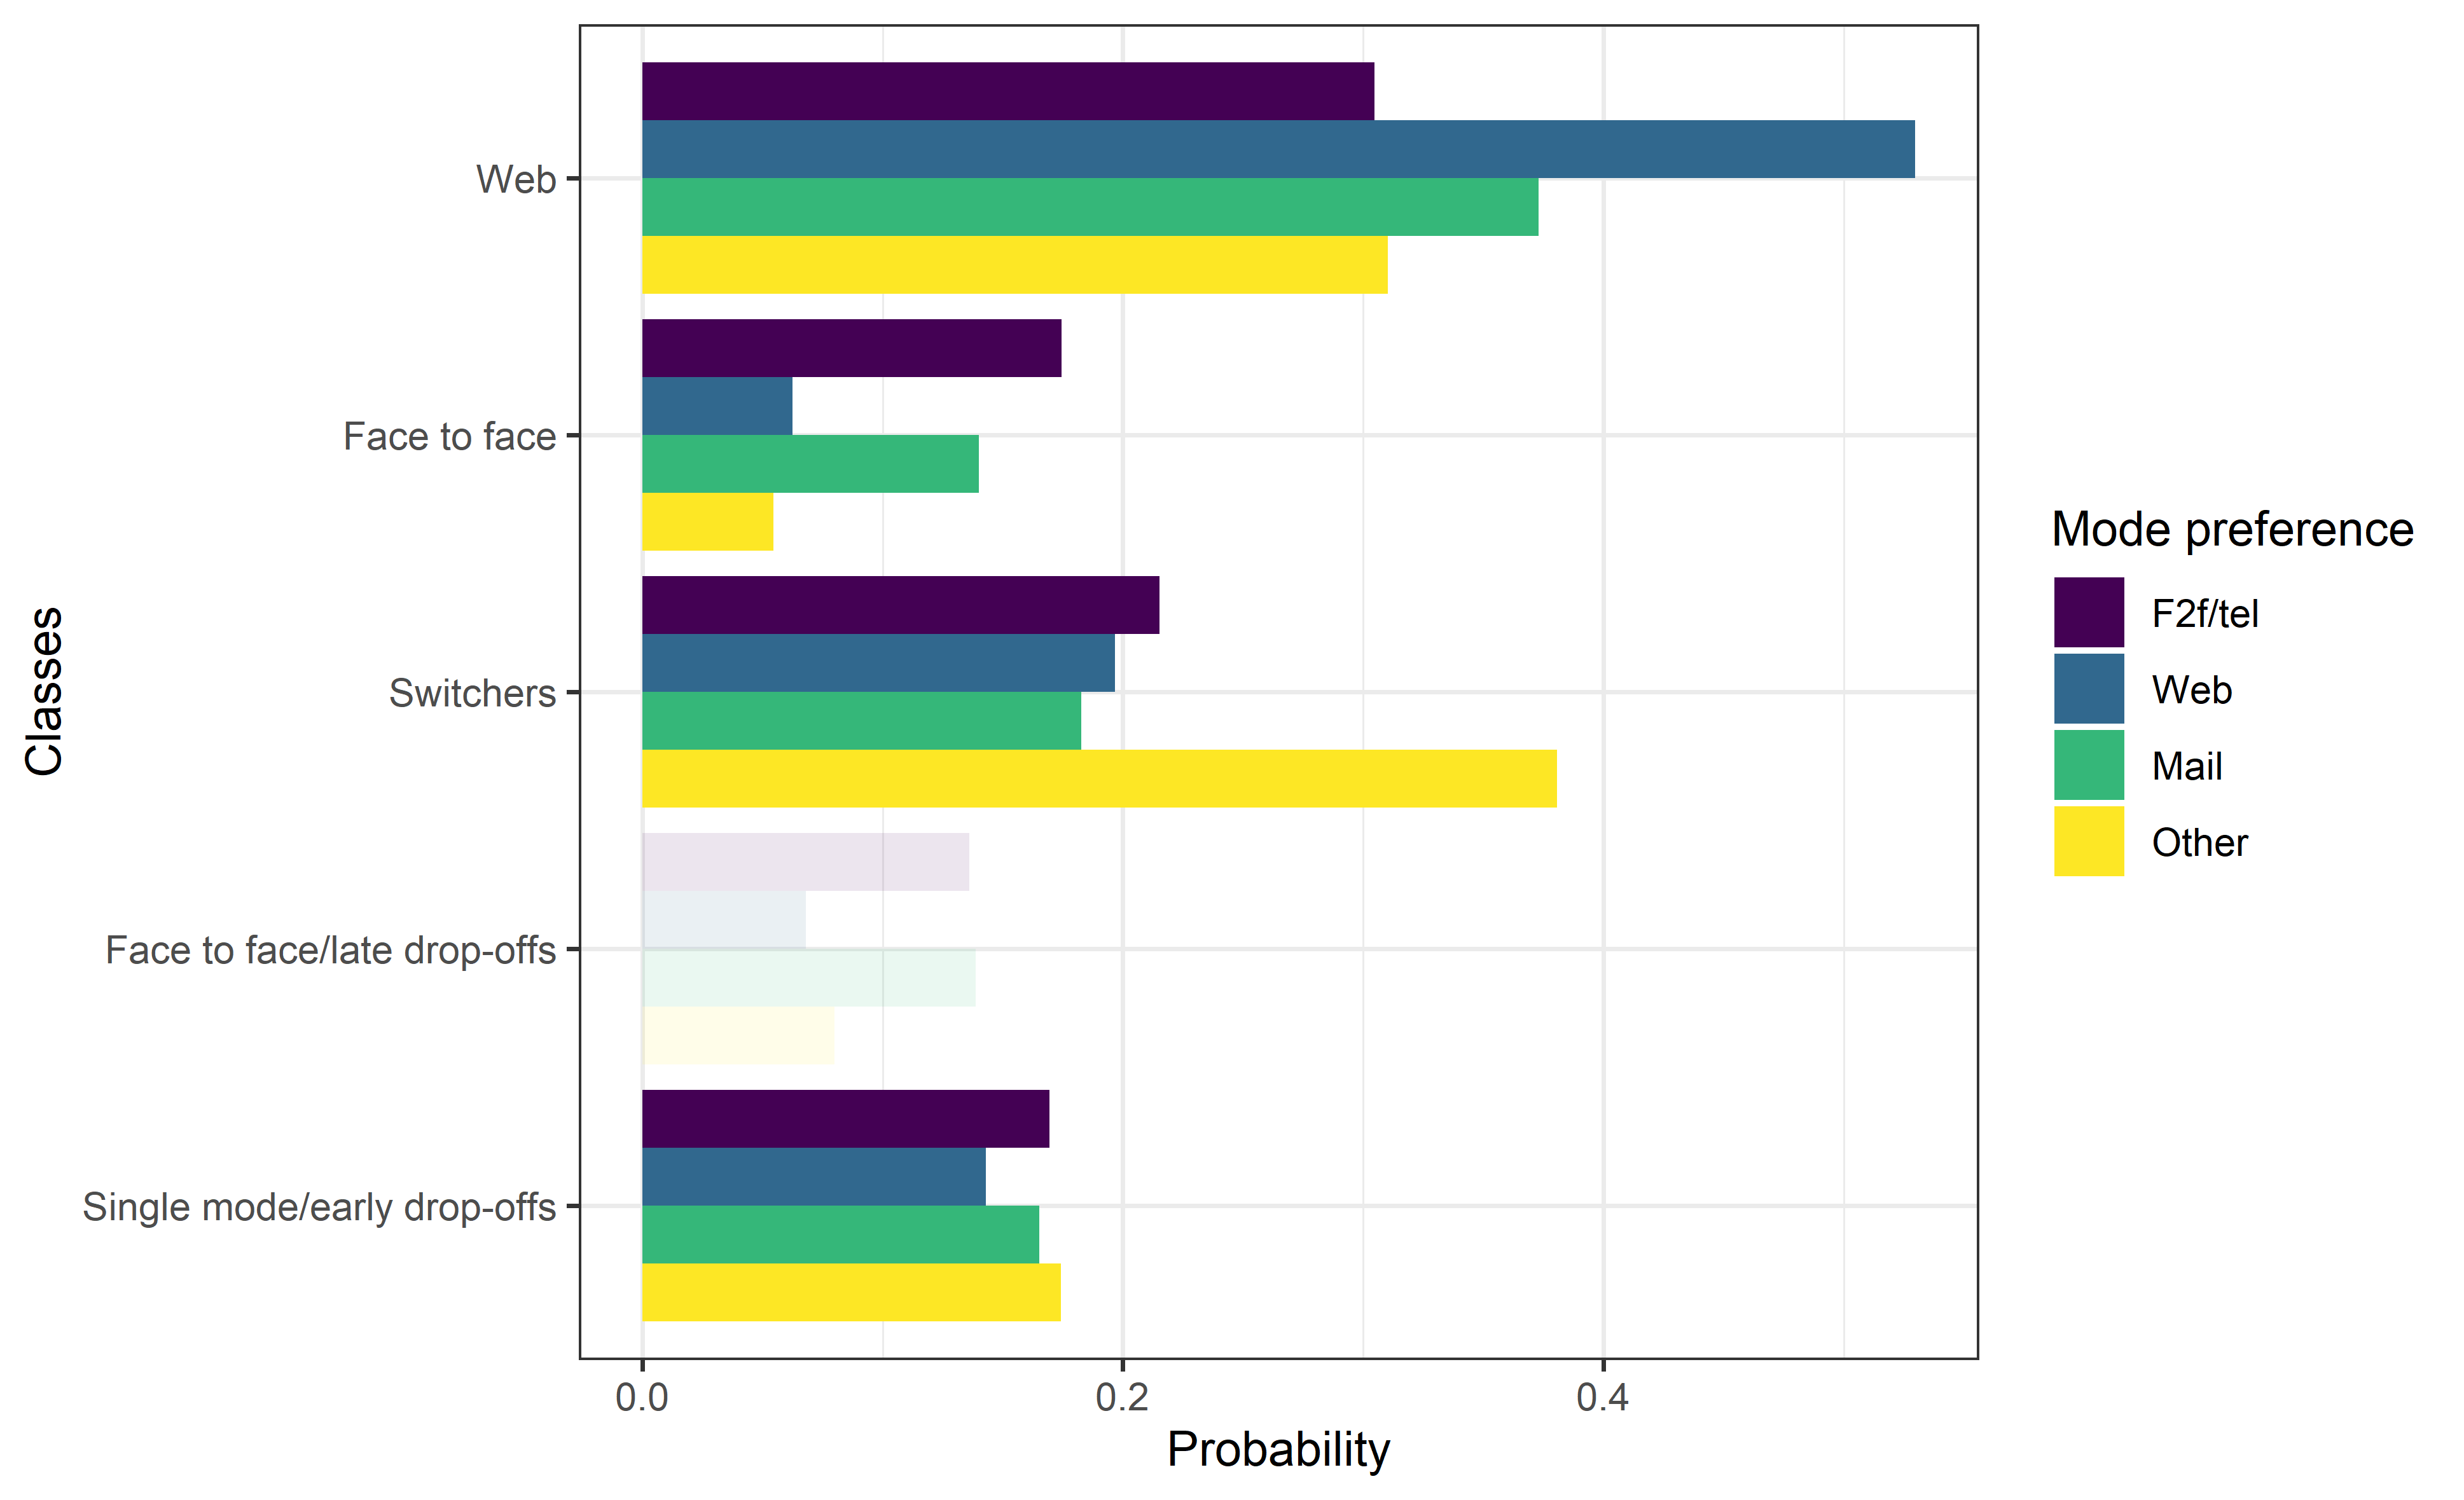 Web
Face to face
Switchers
Face to face/late drop-offs
Single mode/early drop-offs
Classes
0.0 0.2 0.4
Probability
Mode preference
F2f/tel
Web
Mail
Other